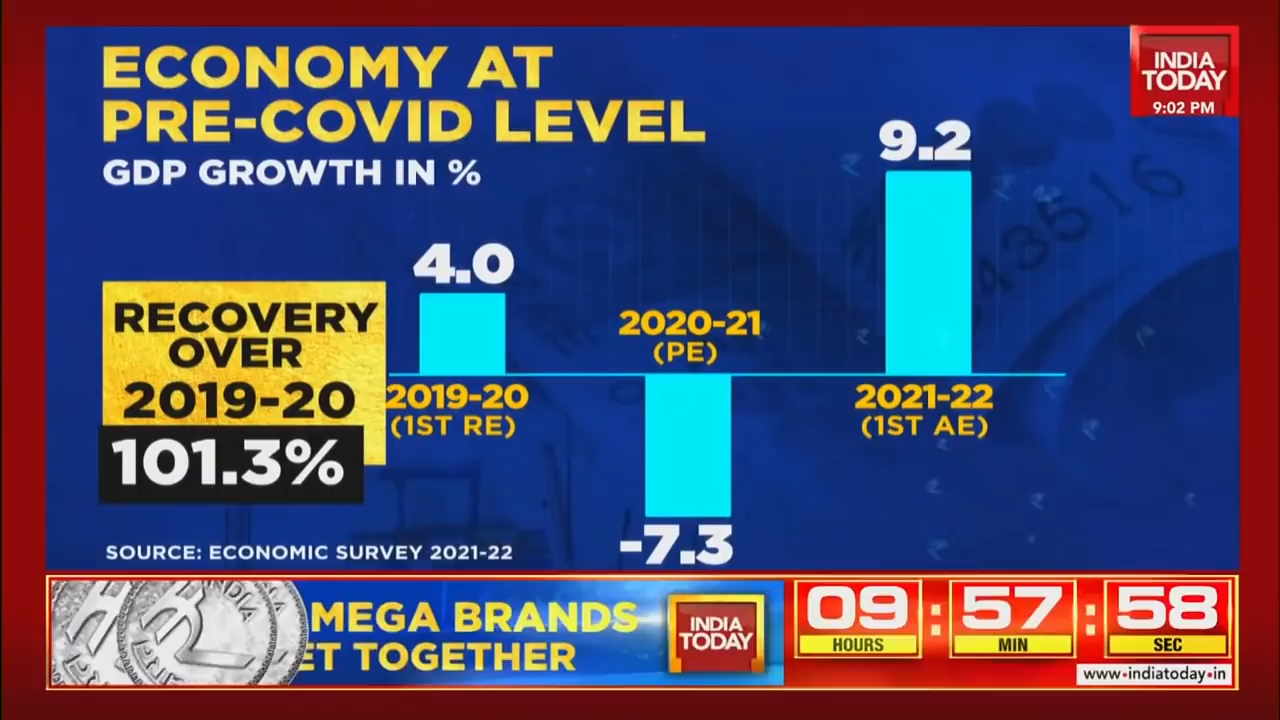 ECONOMY AT
PRE-COVID LEVEL
GDP GROWTH IN %
INDIA
TODAY
9:02 PM
RECOVERY
OVER
2019-20
101.3%
4.0
2019-20
(1ST RE)
2020-21
(PE)
-7.3
9.2
2021-22
(1ST AE)
SOURCE: ECONOMIC SURVEY 2021-22
MEGA BRANDS
ET TOGETHER
INDIA
TODAY
09 : 57 : 58
HOURS MIN SEC
www.indiatoday.in
INDIA
43516